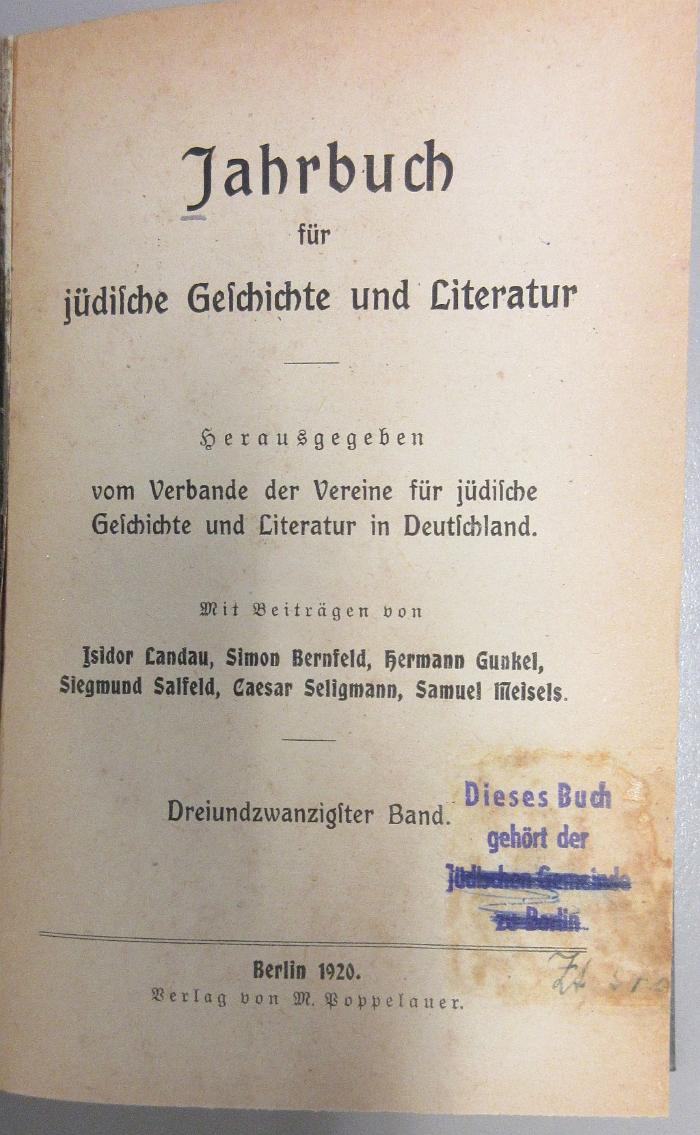 Jahrbuch
für
jüdiſche Geſchichte und Literatur
Herausgegeben
vom Verbande der Vereine für jüdiſche
Geſchichte und Literatur in Deutſchland.
Mit Beiträgen von
Isidor Landau, Simon Bernfeld, Hermann Gunkel,
Siegmund Salfeld, Caesar Seligmann, Samuel Meisels.
Dreiundzwanzigſter Band.
Dieses Buch
gehört der
Jüdischen Gemeinde
zu Berlin
Berlin 1920.
Verlag von M. Poppelauer.